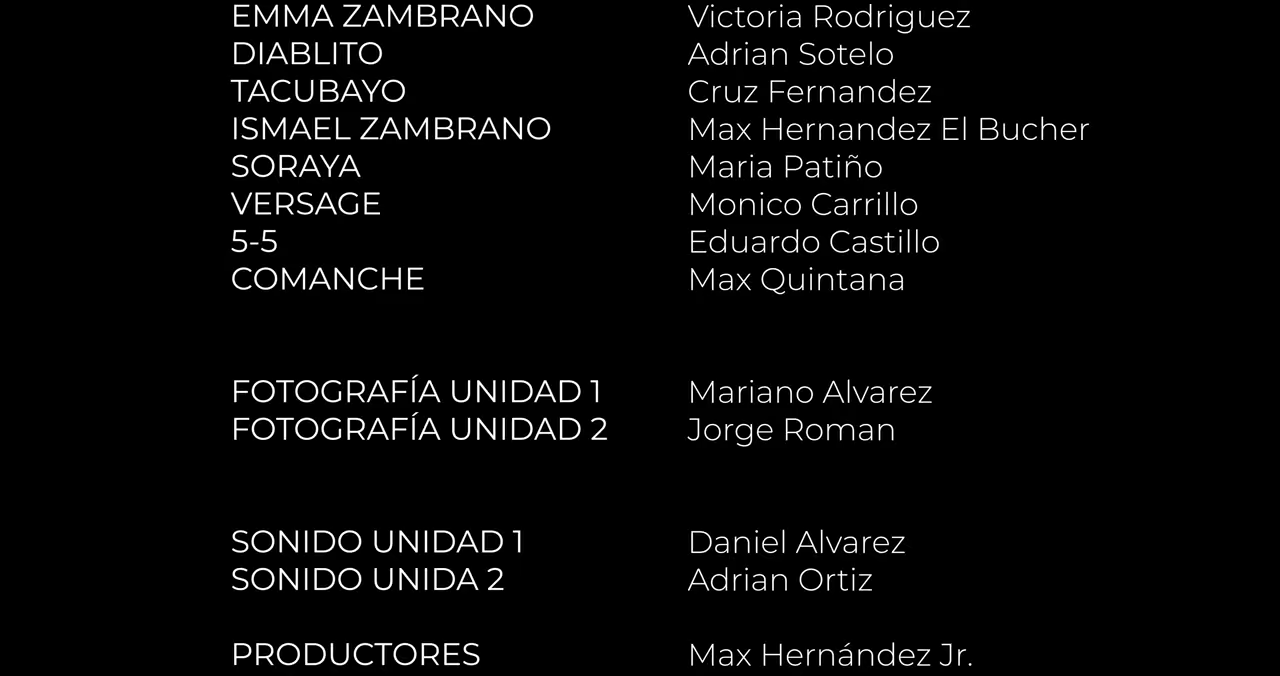 EMMA ZAMBRANO Victoria Rodriguez
DIABLITO Adrian Sotelo
TACUBAYO Cruz Fernandez
ISMAEL ZAMBRANO Max Hernandez El Bucher
SORAYA Maria Patiño
VERSAGE Monico Carrillo
5-5 Eduardo Castillo
COMANCHE Max Quintana
FOTOGRAFÍA UNIDAD 1 Mariano Alvarez
FOTOGRAFÍA UNIDAD 2 Jorge Roman
SONIDO UNIDAD 1 Daniel Alvarez
SONIDO UNIDA 2 Adrian Ortiz
PRODUCTORES Max Hernández Jr.